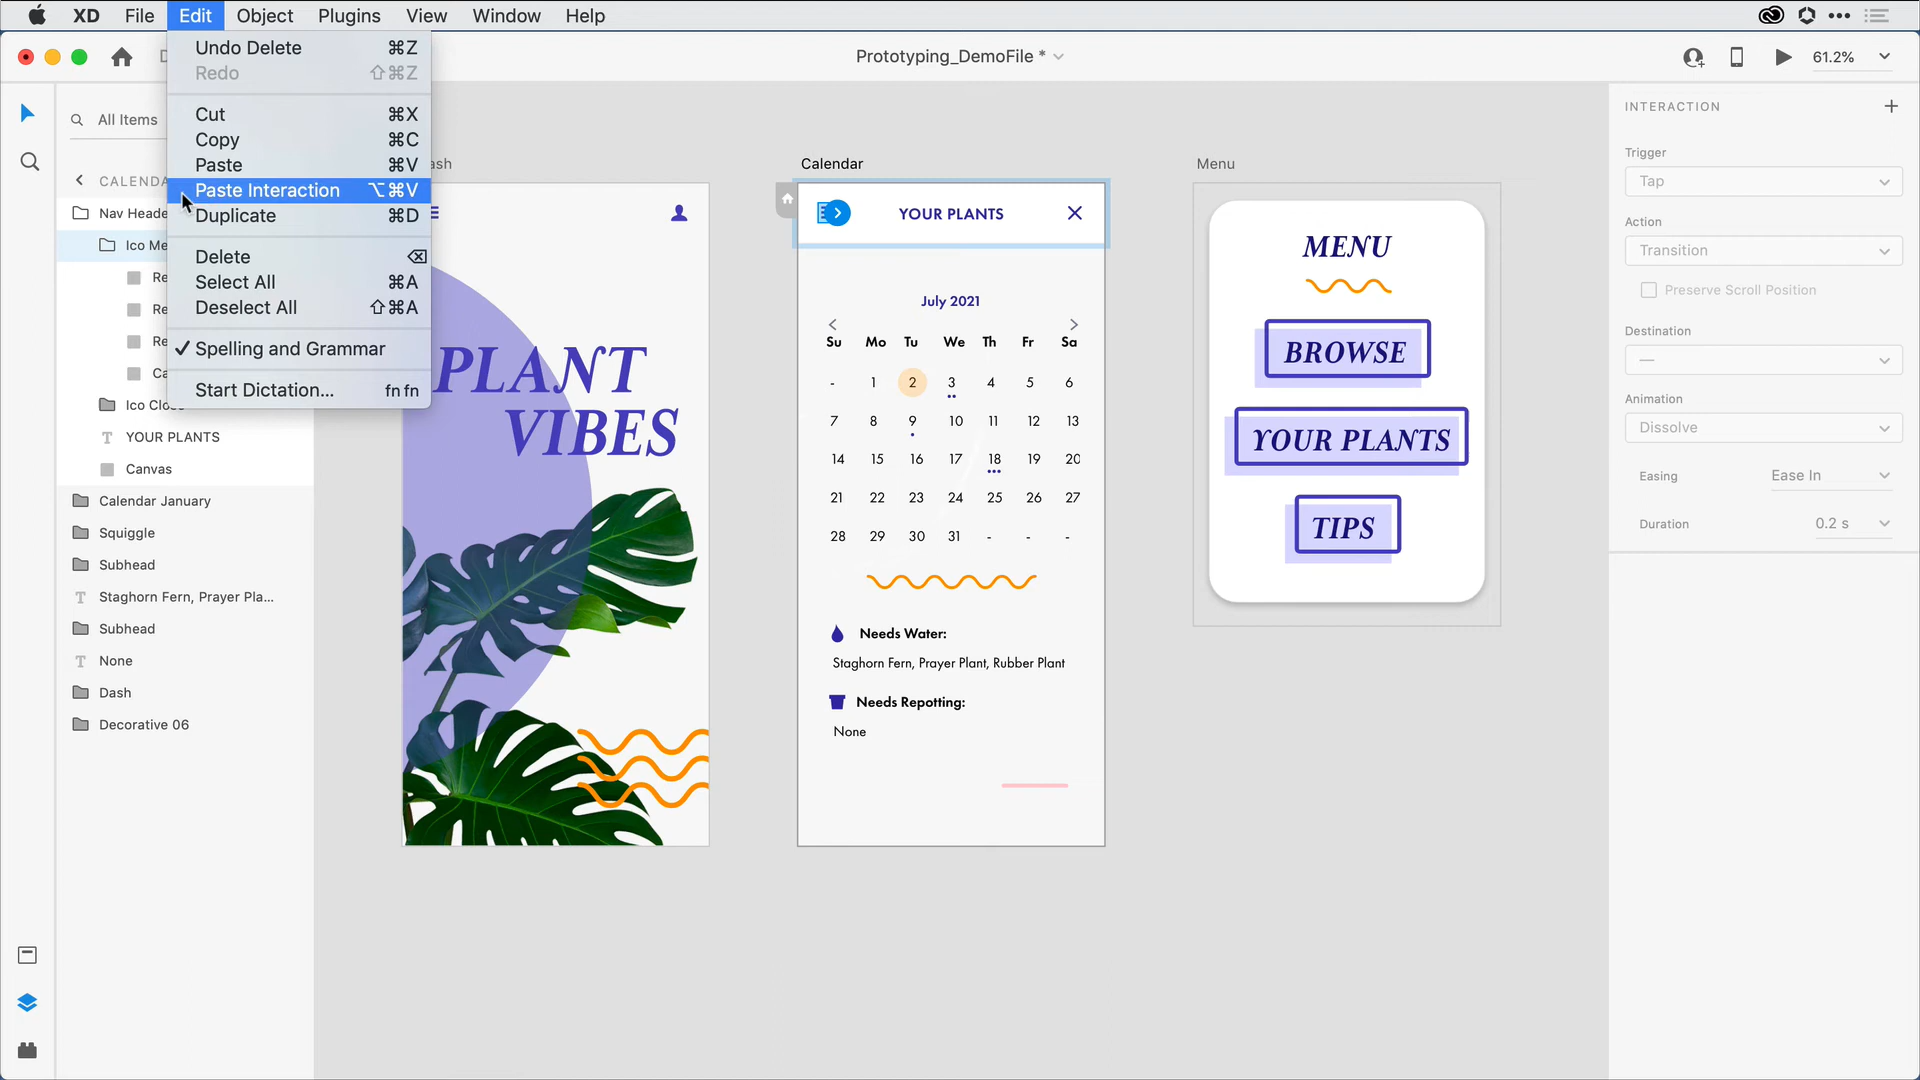 XD File Edit Object Plugins View Window Help
Prototyping_DemoFile *
61.2%
Undo Delete ⌘Z
Redo ⇧⌘Z
Cut ⌘X
Copy ⌘C
Paste ⌘V
Paste Interaction ⌥⌘V
Duplicate ⌘D
Delete ⌫
Select All ⌘A
Deselect All ⇧⌘A
✓ Spelling and Grammar
Start Dictation... fn fn
All Items
CALENDA
Nav Heade
Ico Me
Re
Re
Re
Ca
Ico Clos
YOUR PLANTS
Canvas
Calendar January
Squiggle
Subhead
Staghorn Fern, Prayer Pla...
Subhead
None
Dash
Decorative 06
ash
PLANT
VIBES
Calendar
YOUR PLANTS
July 2021
Su Mo Tu We Th Fr Sa
- 1 2 3 4 5 6
7 8 9 10 11 12 13
14 15 16 17 18 19 20
21 22 23 24 25 26 27
28 29 30 31 - - -
Needs Water:
Staghorn Fern, Prayer Plant, Rubber Plant
Needs Repotting:
None
Menu
MENU
BROWSE
YOUR PLANTS
TIPS
INTERACTION
Trigger
Tap
Action
Transition
Preserve Scroll Position
Destination
—
Animation
Dissolve
Easing Ease In
Duration 0.2 s